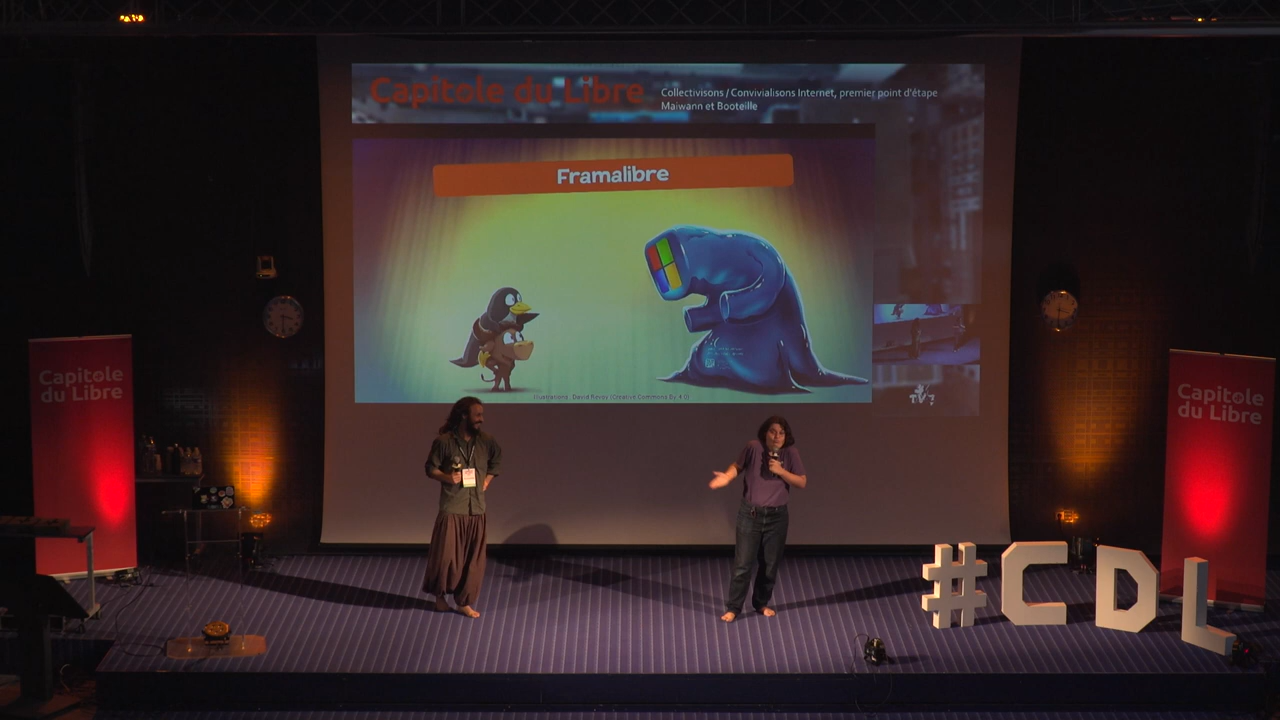 Capitole du Libre
Collectivisons / Convivialisons Internet, premier point d'étape
Maiwann et Booteille
Framalibre
Illustrations : David Revoy (Creative Commons By 4.0)
Capitole
du Libre
Capitole
du Libre
#CDL